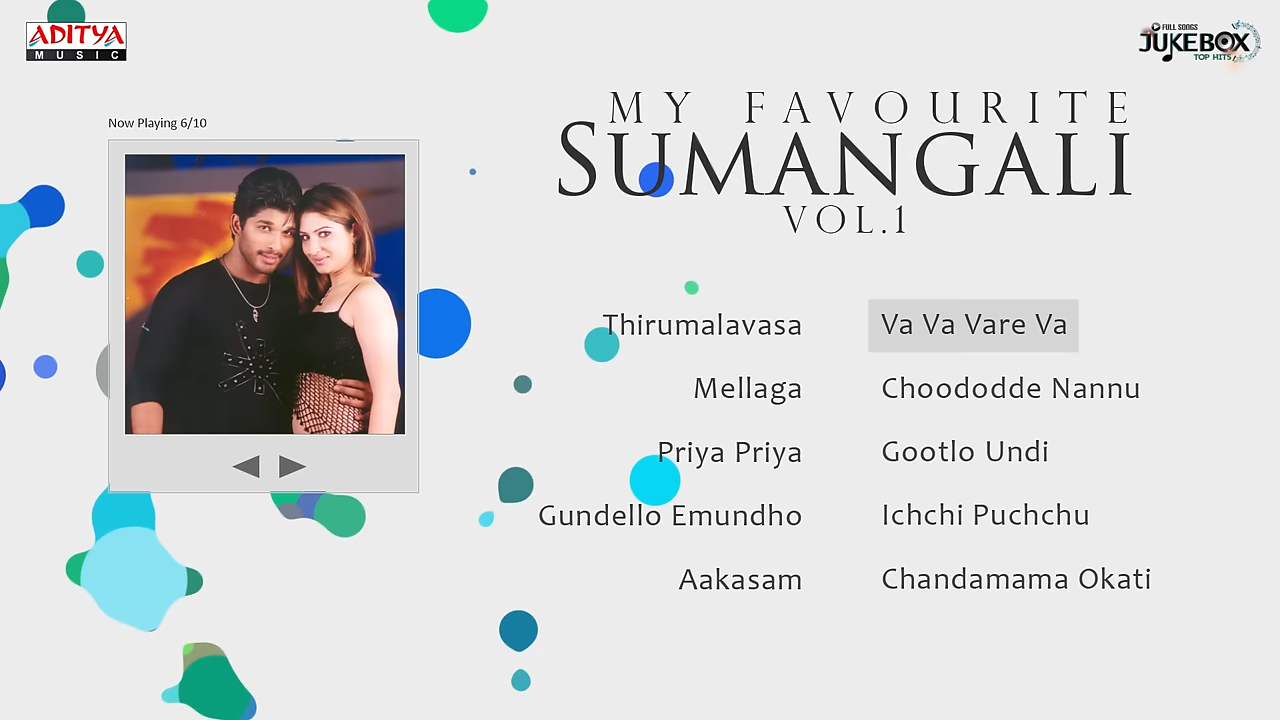 ADITYA
MUSIC
FULL SONGS
JUKEBOX
TOP HITS
Now Playing 6/10
MY FAVOURITE
SUMANGALI
VOL.1
Thirumalavasa
Mellaga
Priya Priya
Gundello Emundho
Aakasam
Va Va Vare Va
Choododde Nannu
Gootlo Undi
Ichchi Puchchu
Chandamama Okati